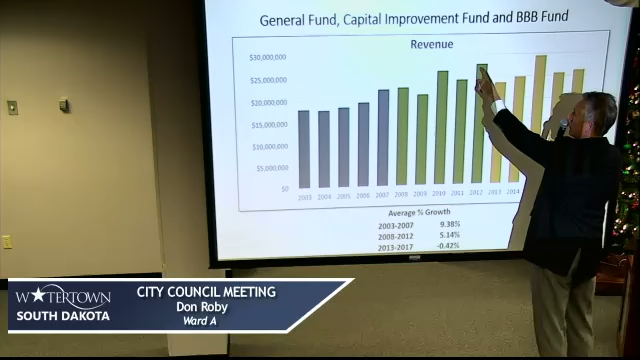 General Fund, Capital Improvement Fund and BBB Fund
Revenue
$30,000,000
$25,000,000
$20,000,000
$15,000,000
$10,000,000
$5,000,000
$0
2003 2004 2005 2006 2007 2008 2009 2010 2011 2012 2013 2014
Average % Growth
2003-2007 9.38%
2008-2012 5.14%
2013-2017 -0.42%
WATERTOWN
SOUTH DAKOTA
CITY COUNCIL MEETING
Don Roby
Ward A